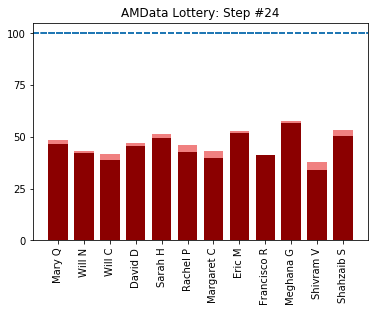 AMData Lottery: Step #24
100
75
50
25
0
Mary Q
Will N
Will C
David D
Sarah H
Rachel P
Margaret C
Eric M
Francisco R
Meghana G
Shivram V
Shahzaib S